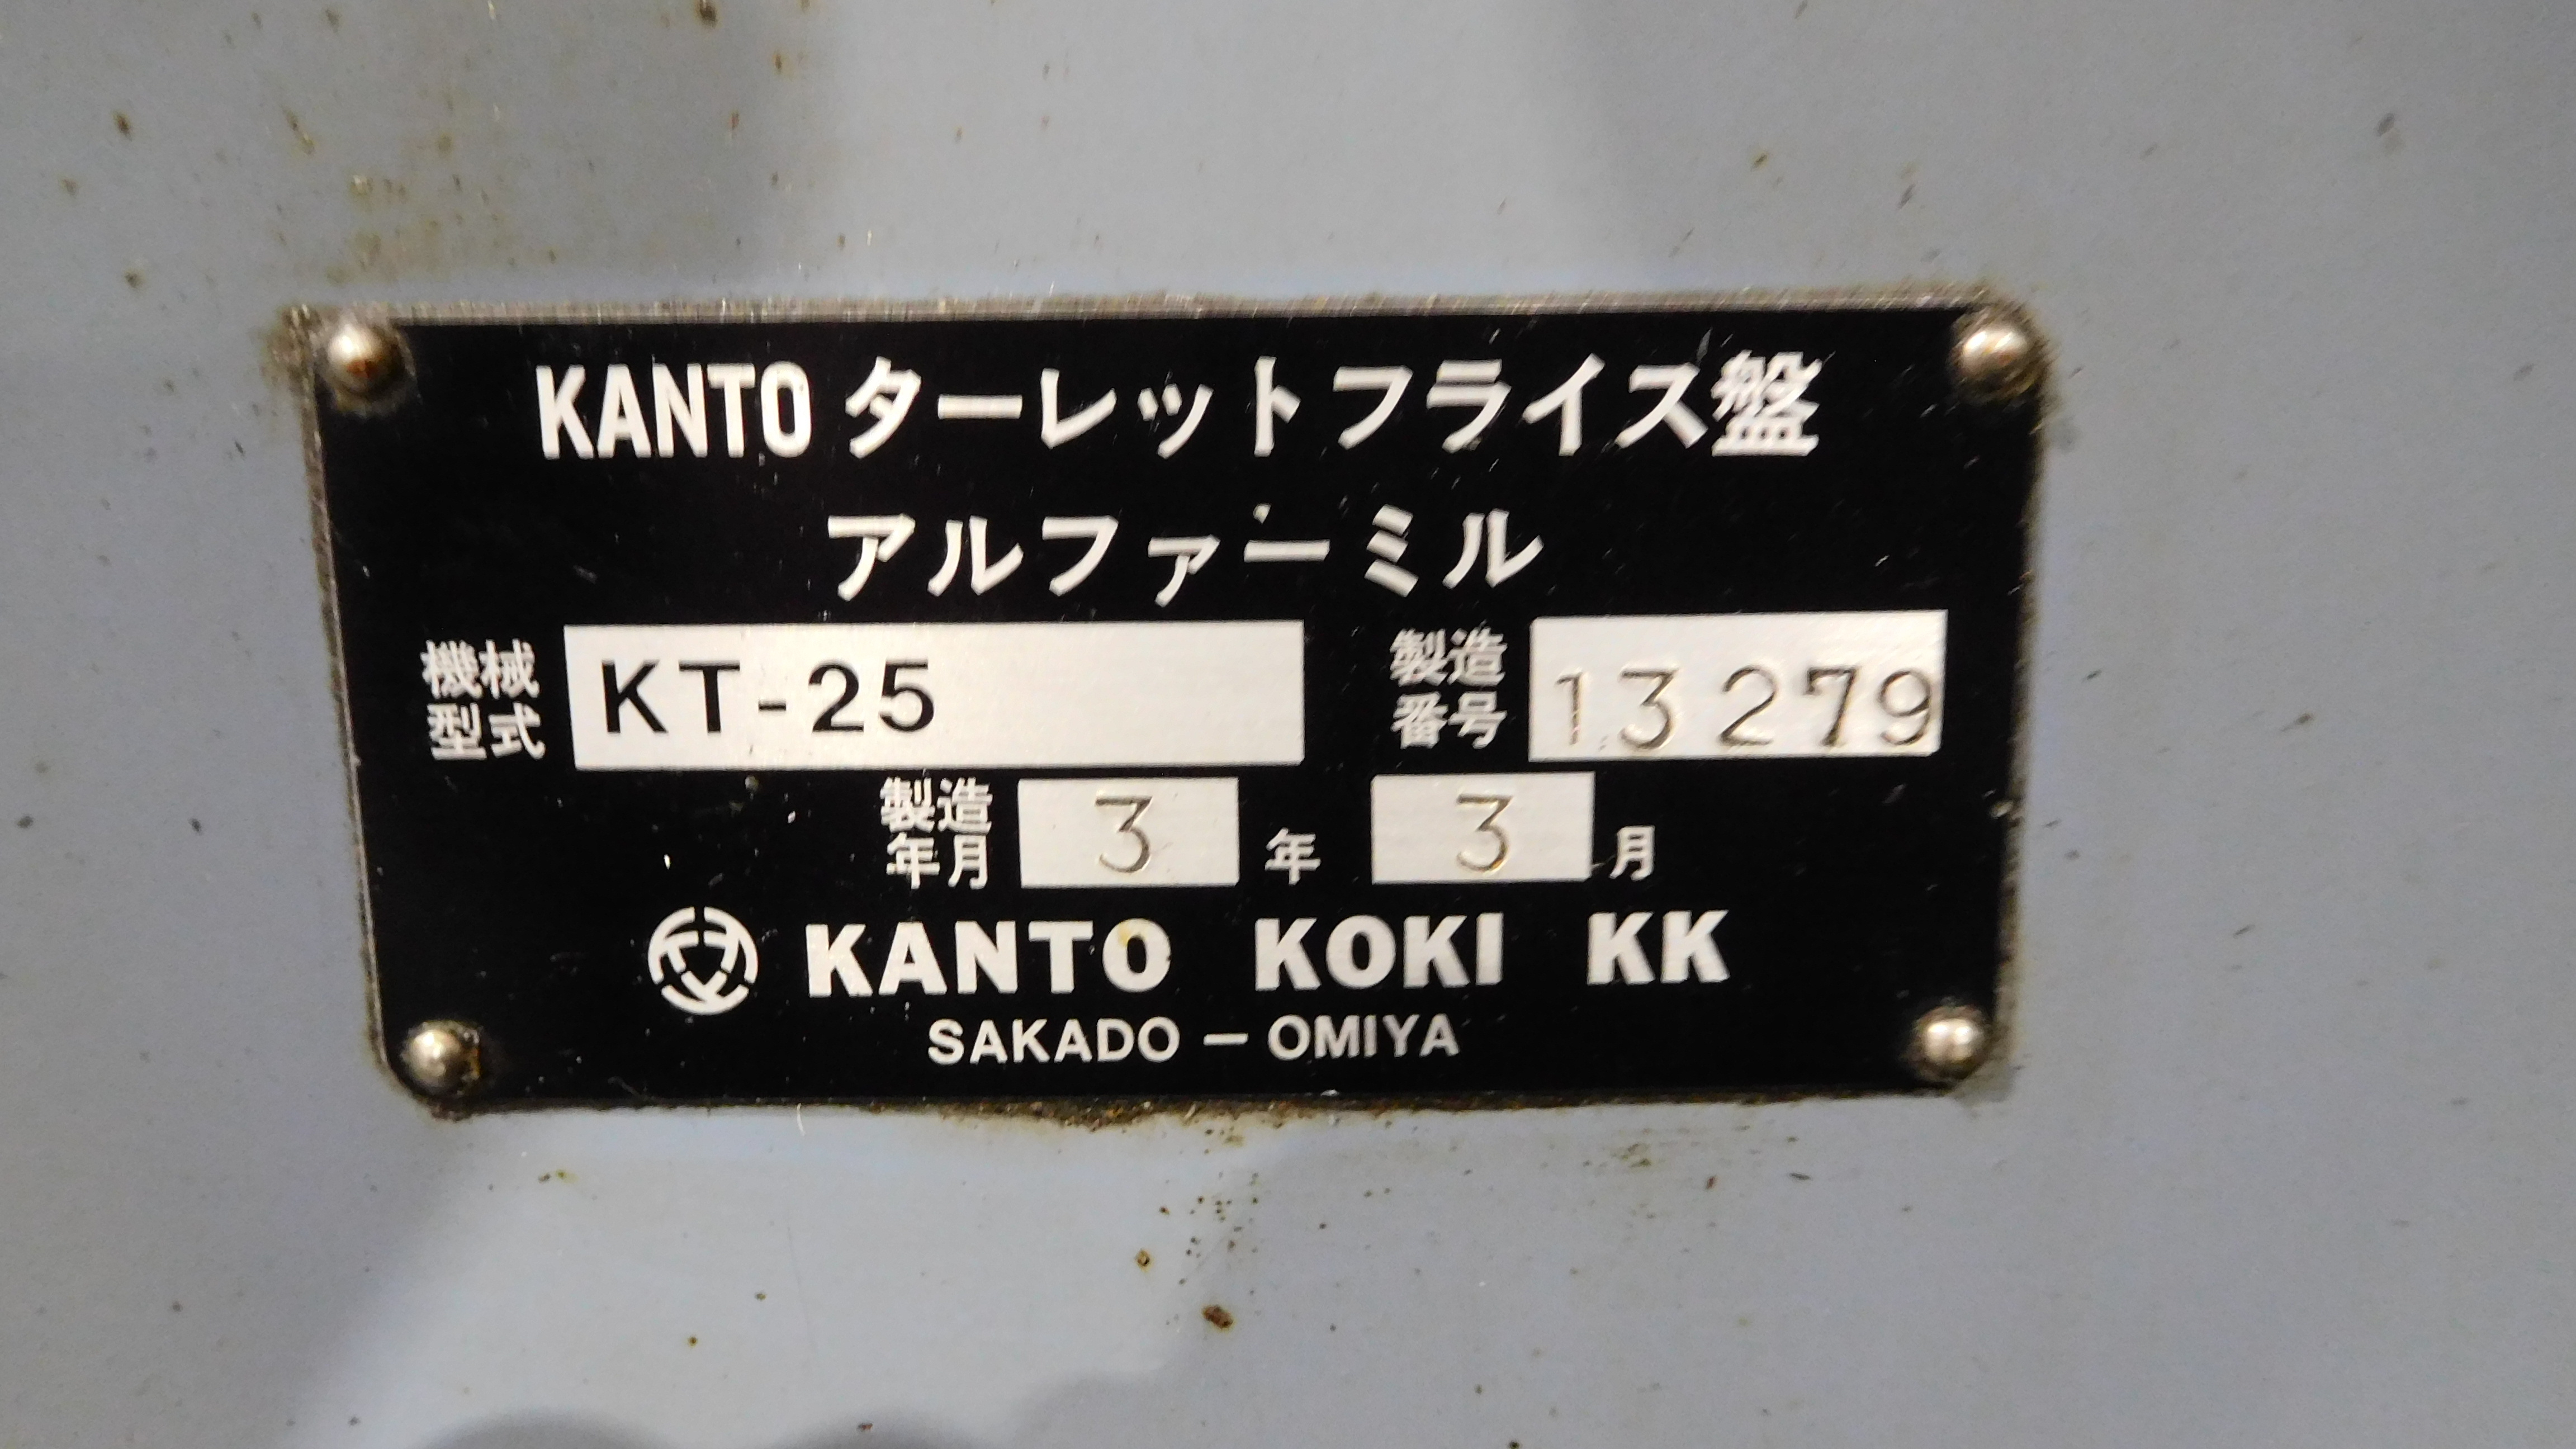 KANTO ターレットフライス盤
アルファーミル
機械型式 KT-25 製造番号 13279
製造年月 3 年 3 月
KANTO KOKI KK
SAKADO — OMIYA